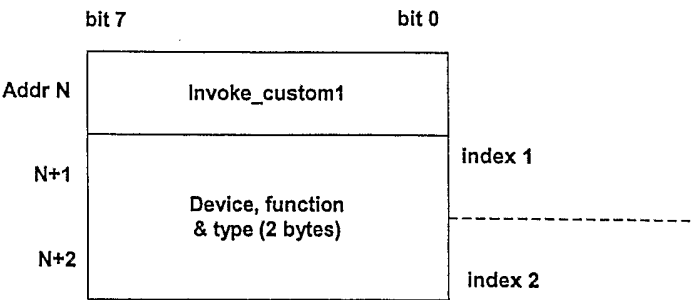 bit 7 bit 0
Addr N Invoke_custom1
index 1
N+1
Device, function
& type (2 bytes)
N+2
index 2